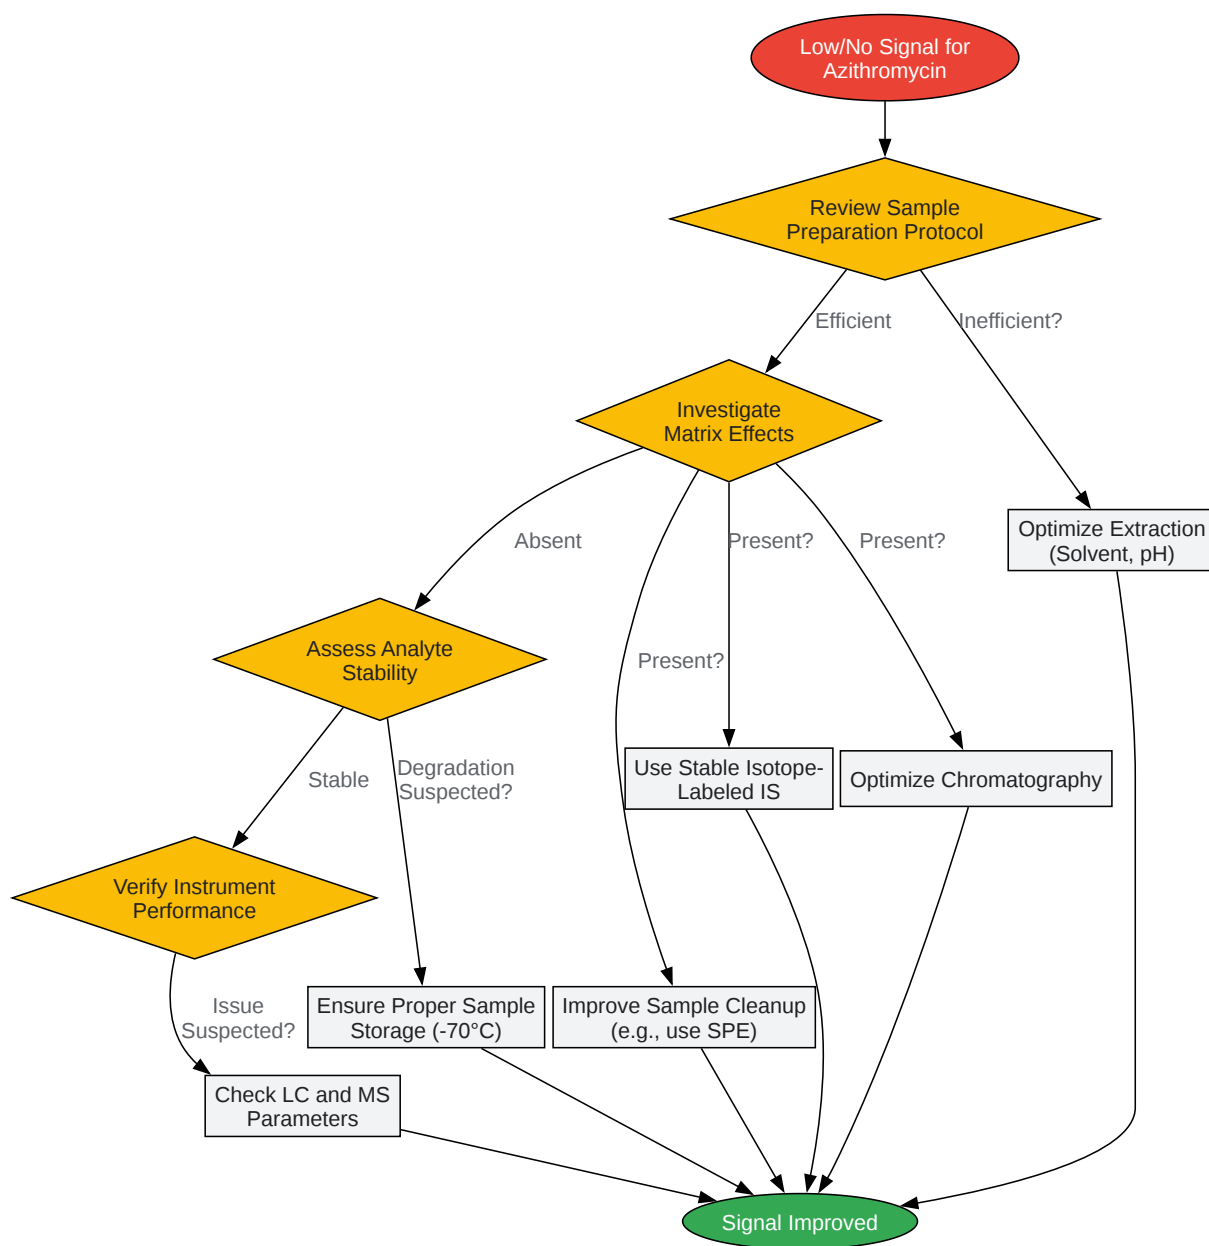 Low/No Signal for
Azithromycin
Review Sample
Preparation Protocol
Efficient
Inefficient?
Investigate
Matrix Effects
Optimize Extraction
(Solvent, pH)
Absent
Present?
Present?
Assess Analyte
Stability
Present?
Stable
Degradation
Suspected?
Use Stable Isotope-
Labeled IS
Optimize Chromatography
Verify Instrument
Performance
Issue
Suspected?
Ensure Proper Sample
Storage (-70°C)
Improve Sample Cleanup
(e.g., use SPE)
Check LC and MS
Parameters
Signal Improved